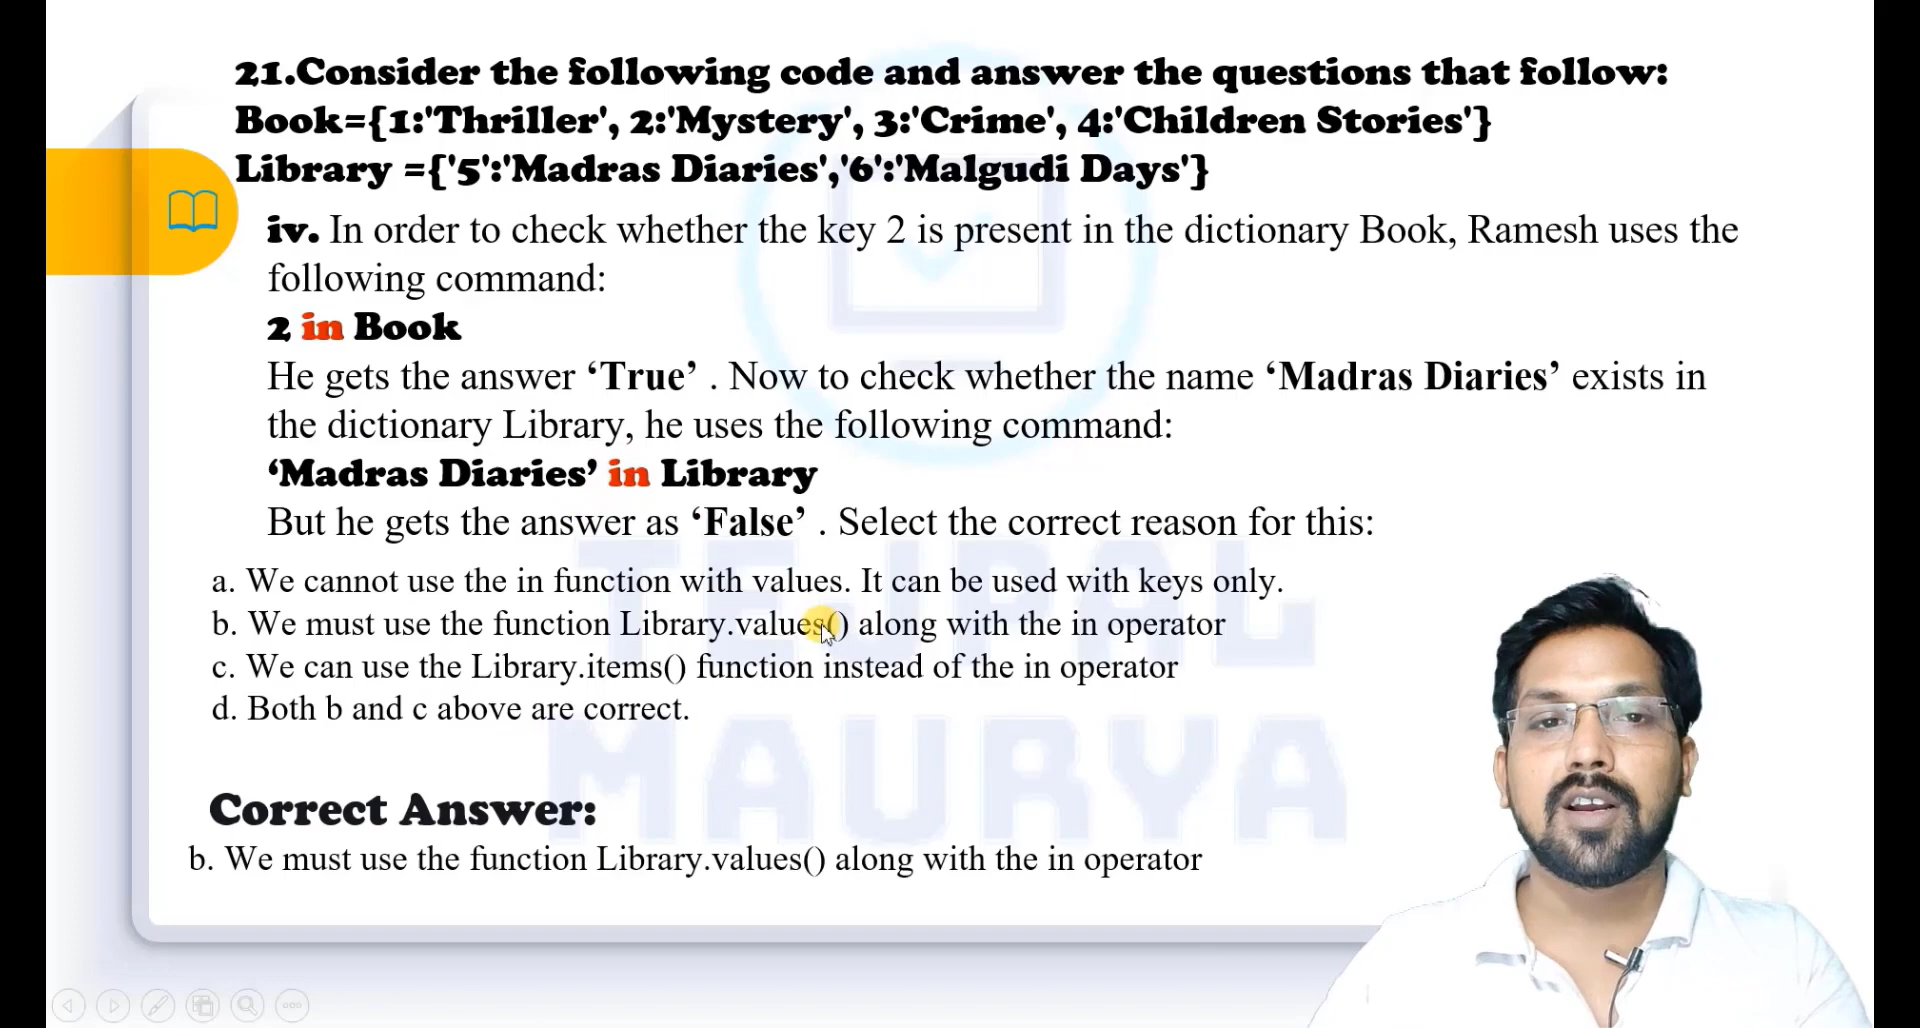 21.Consider the following code and answer the questions that follow:
Book={1:'Thriller', 2:'Mystery', 3:'Crime', 4:'Children Stories'}
Library ={'5':'Madras Diaries','6':'Malgudi Days'}
iv. In order to check whether the key 2 is present in the dictionary Book, Ramesh uses the
following command:
2 in Book
He gets the answer ‘True’ . Now to check whether the name ‘Madras Diaries’ exists in
the dictionary Library, he uses the following command:
‘Madras Diaries’ in Library
But he gets the answer as ‘False’ . Select the correct reason for this:
a. We cannot use the in function with values. It can be used with keys only.
b. We must use the function Library.values() along with the in operator
c. We can use the Library.items() function instead of the in operator
d. Both b and c above are correct.
TEJPAL
MAURYA
Correct Answer:
b. We must use the function Library.values() along with the in operator